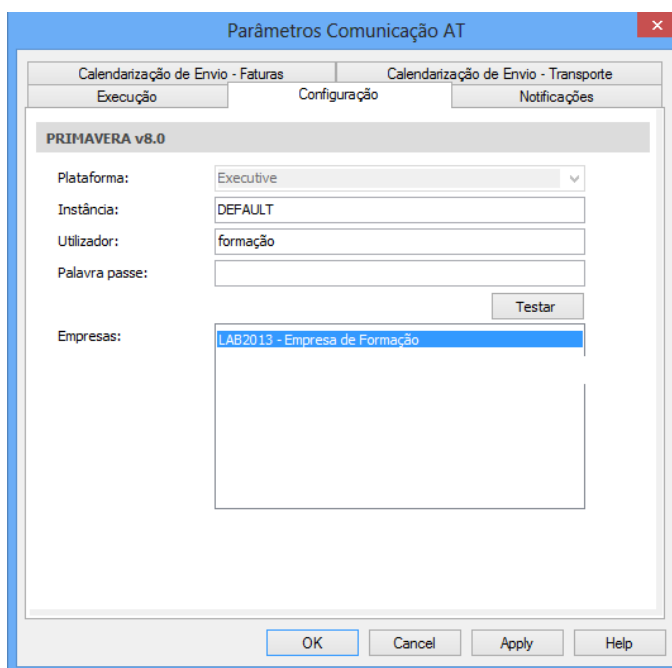 Parâmetros Comunicação AT
Calendarização de Envio - Faturas
Calendarização de Envio - Transporte
Execução
Configuração
Notificações
PRIMAVERA v8.0
Plataforma:
Executive
Instância:
DEFAULT
Utilizador:
formação
Palavra passe:
Testar
Empresas:
LAB2013 - Empresa de Formação
OK
Cancel
Apply
Help